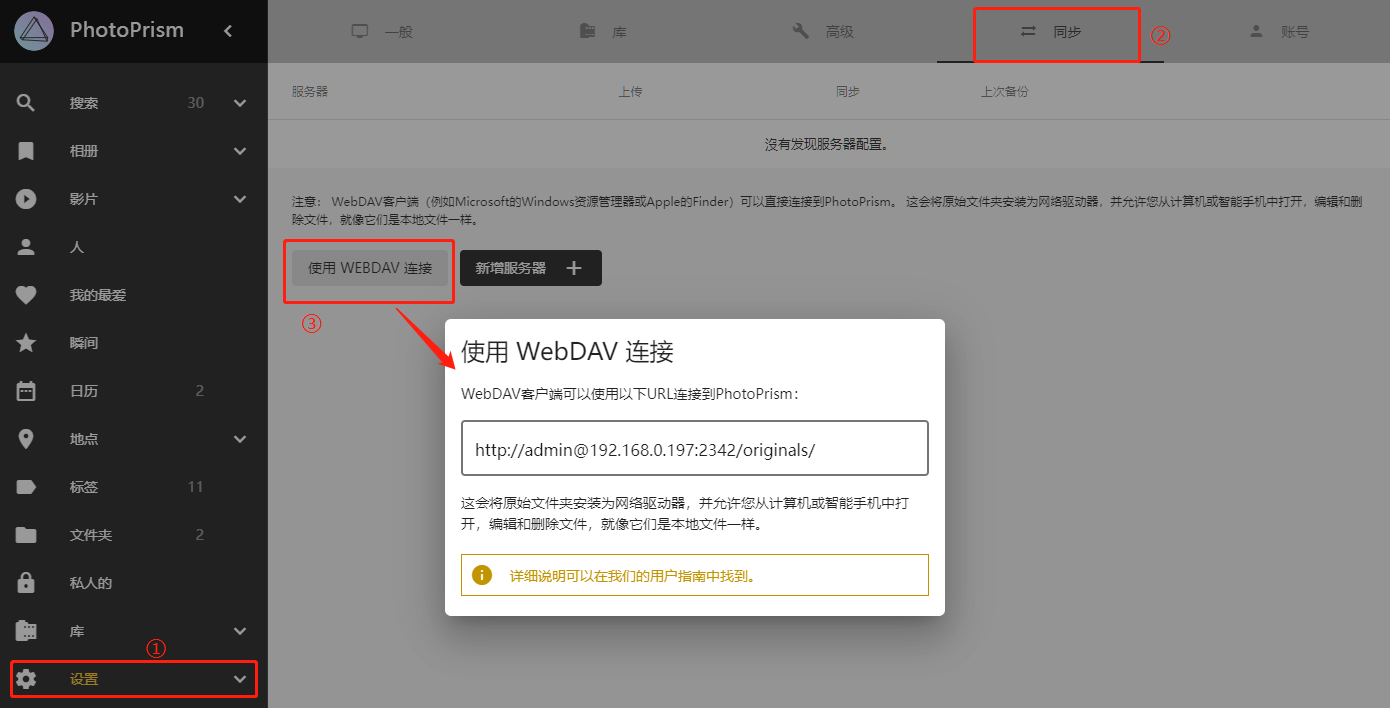 PhotoPrism
搜索 30
相册
影片
人
我的最爱
瞬间
日历 2
地点
标签 11
文件夹 2
私人的
库
①
设置
一般
库
高级
同步
②
账号
服务器 上传 同步 上次备份
沒有发现服务器配置。
注意： WebDAV客户端（例如Microsoft的Windows资源管理器或Apple的Finder）可以直接连接到PhotoPrism。 这会将原始文件夹安装为网络驱动器，并允许您从计算机或智能手机中打开，编辑和删
除文件，就像它们是本地文件一样。
使用 WEBDAV 连接
新增服务器
③
使用 WebDAV 连接
WebDAV客户端可以使用以下URL连接到PhotoPrism：
http://admin@192.168.0.197:2342/originals/
这会将原始文件夹安装为网络驱动器，并允许您从计算机或智能手机中打
开，编辑和删除文件，就像它们是本地文件一样。
详细说明可以在我们的用户指南中找到。